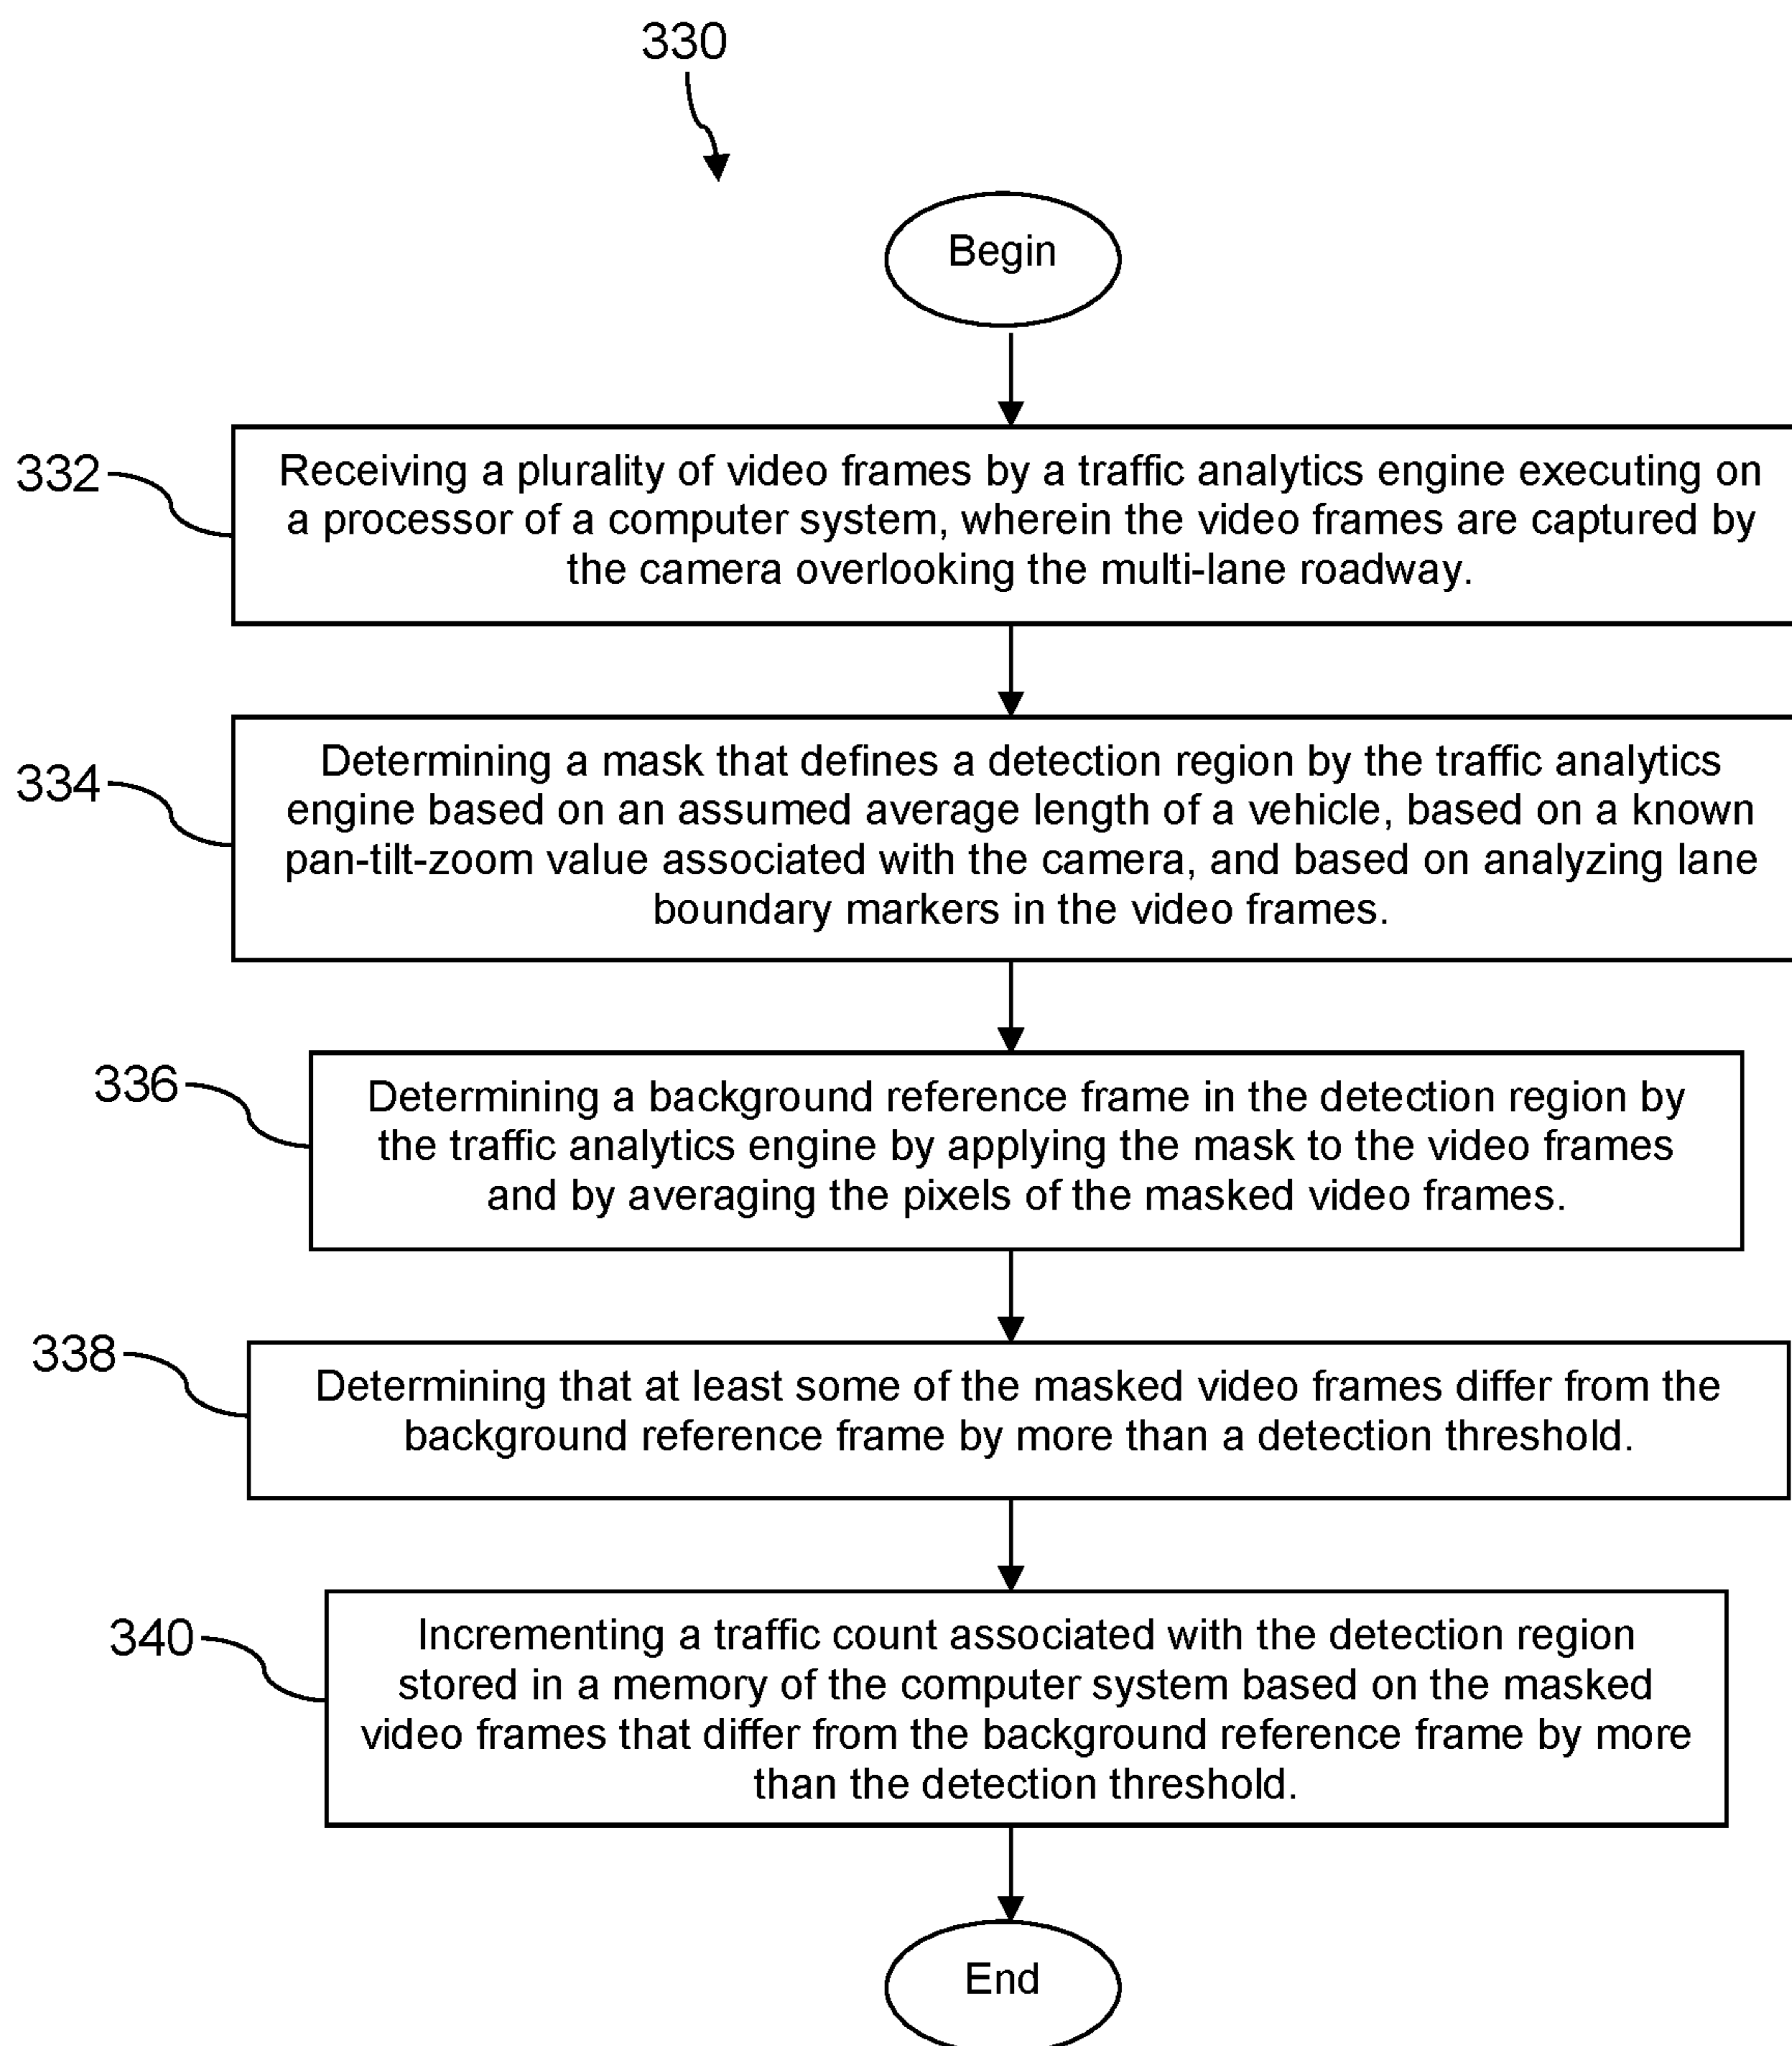 330
Begin
332
Receiving a plurality of video frames by a traffic analytics engine executing on
a processor of a computer system, wherein the video frames are captured by
the camera overlooking the multi-lane roadway.
334
Determining a mask that defines a detection region by the traffic analytics
engine based on an assumed average length of a vehicle, based on a known
pan-tilt-zoom value associated with the camera, and based on analyzing lane
boundary markers in the video frames.
336
Determining a background reference frame in the detection region by
the traffic analytics engine by applying the mask to the video frames
and by averaging the pixels of the masked video frames.
338
Determining that at least some of the masked video frames differ from the
background reference frame by more than a detection threshold.
340
Incrementing a traffic count associated with the detection region
stored in a memory of the computer system based on the masked
video frames that differ from the background reference frame by more
than the detection threshold.
End